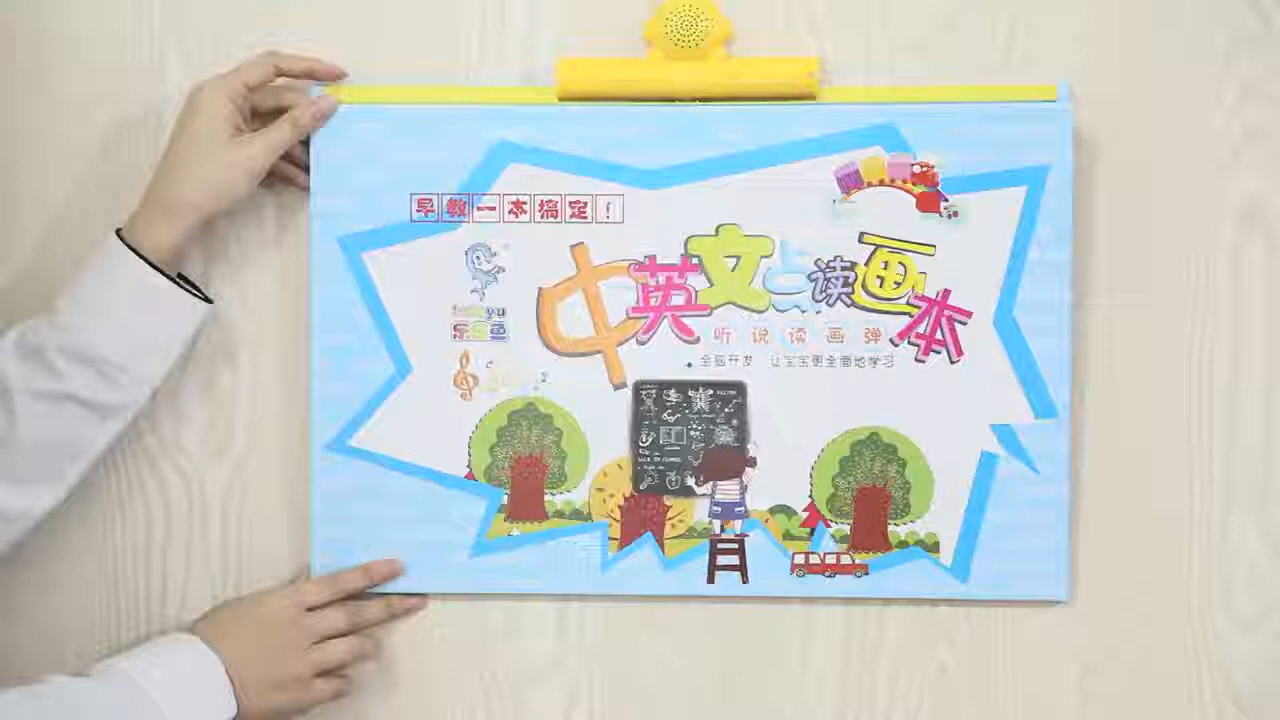 早教一本搞定！
中英文点读画本
乐鱼
听说读画弹
全脑开发 让宝宝更全面地学习